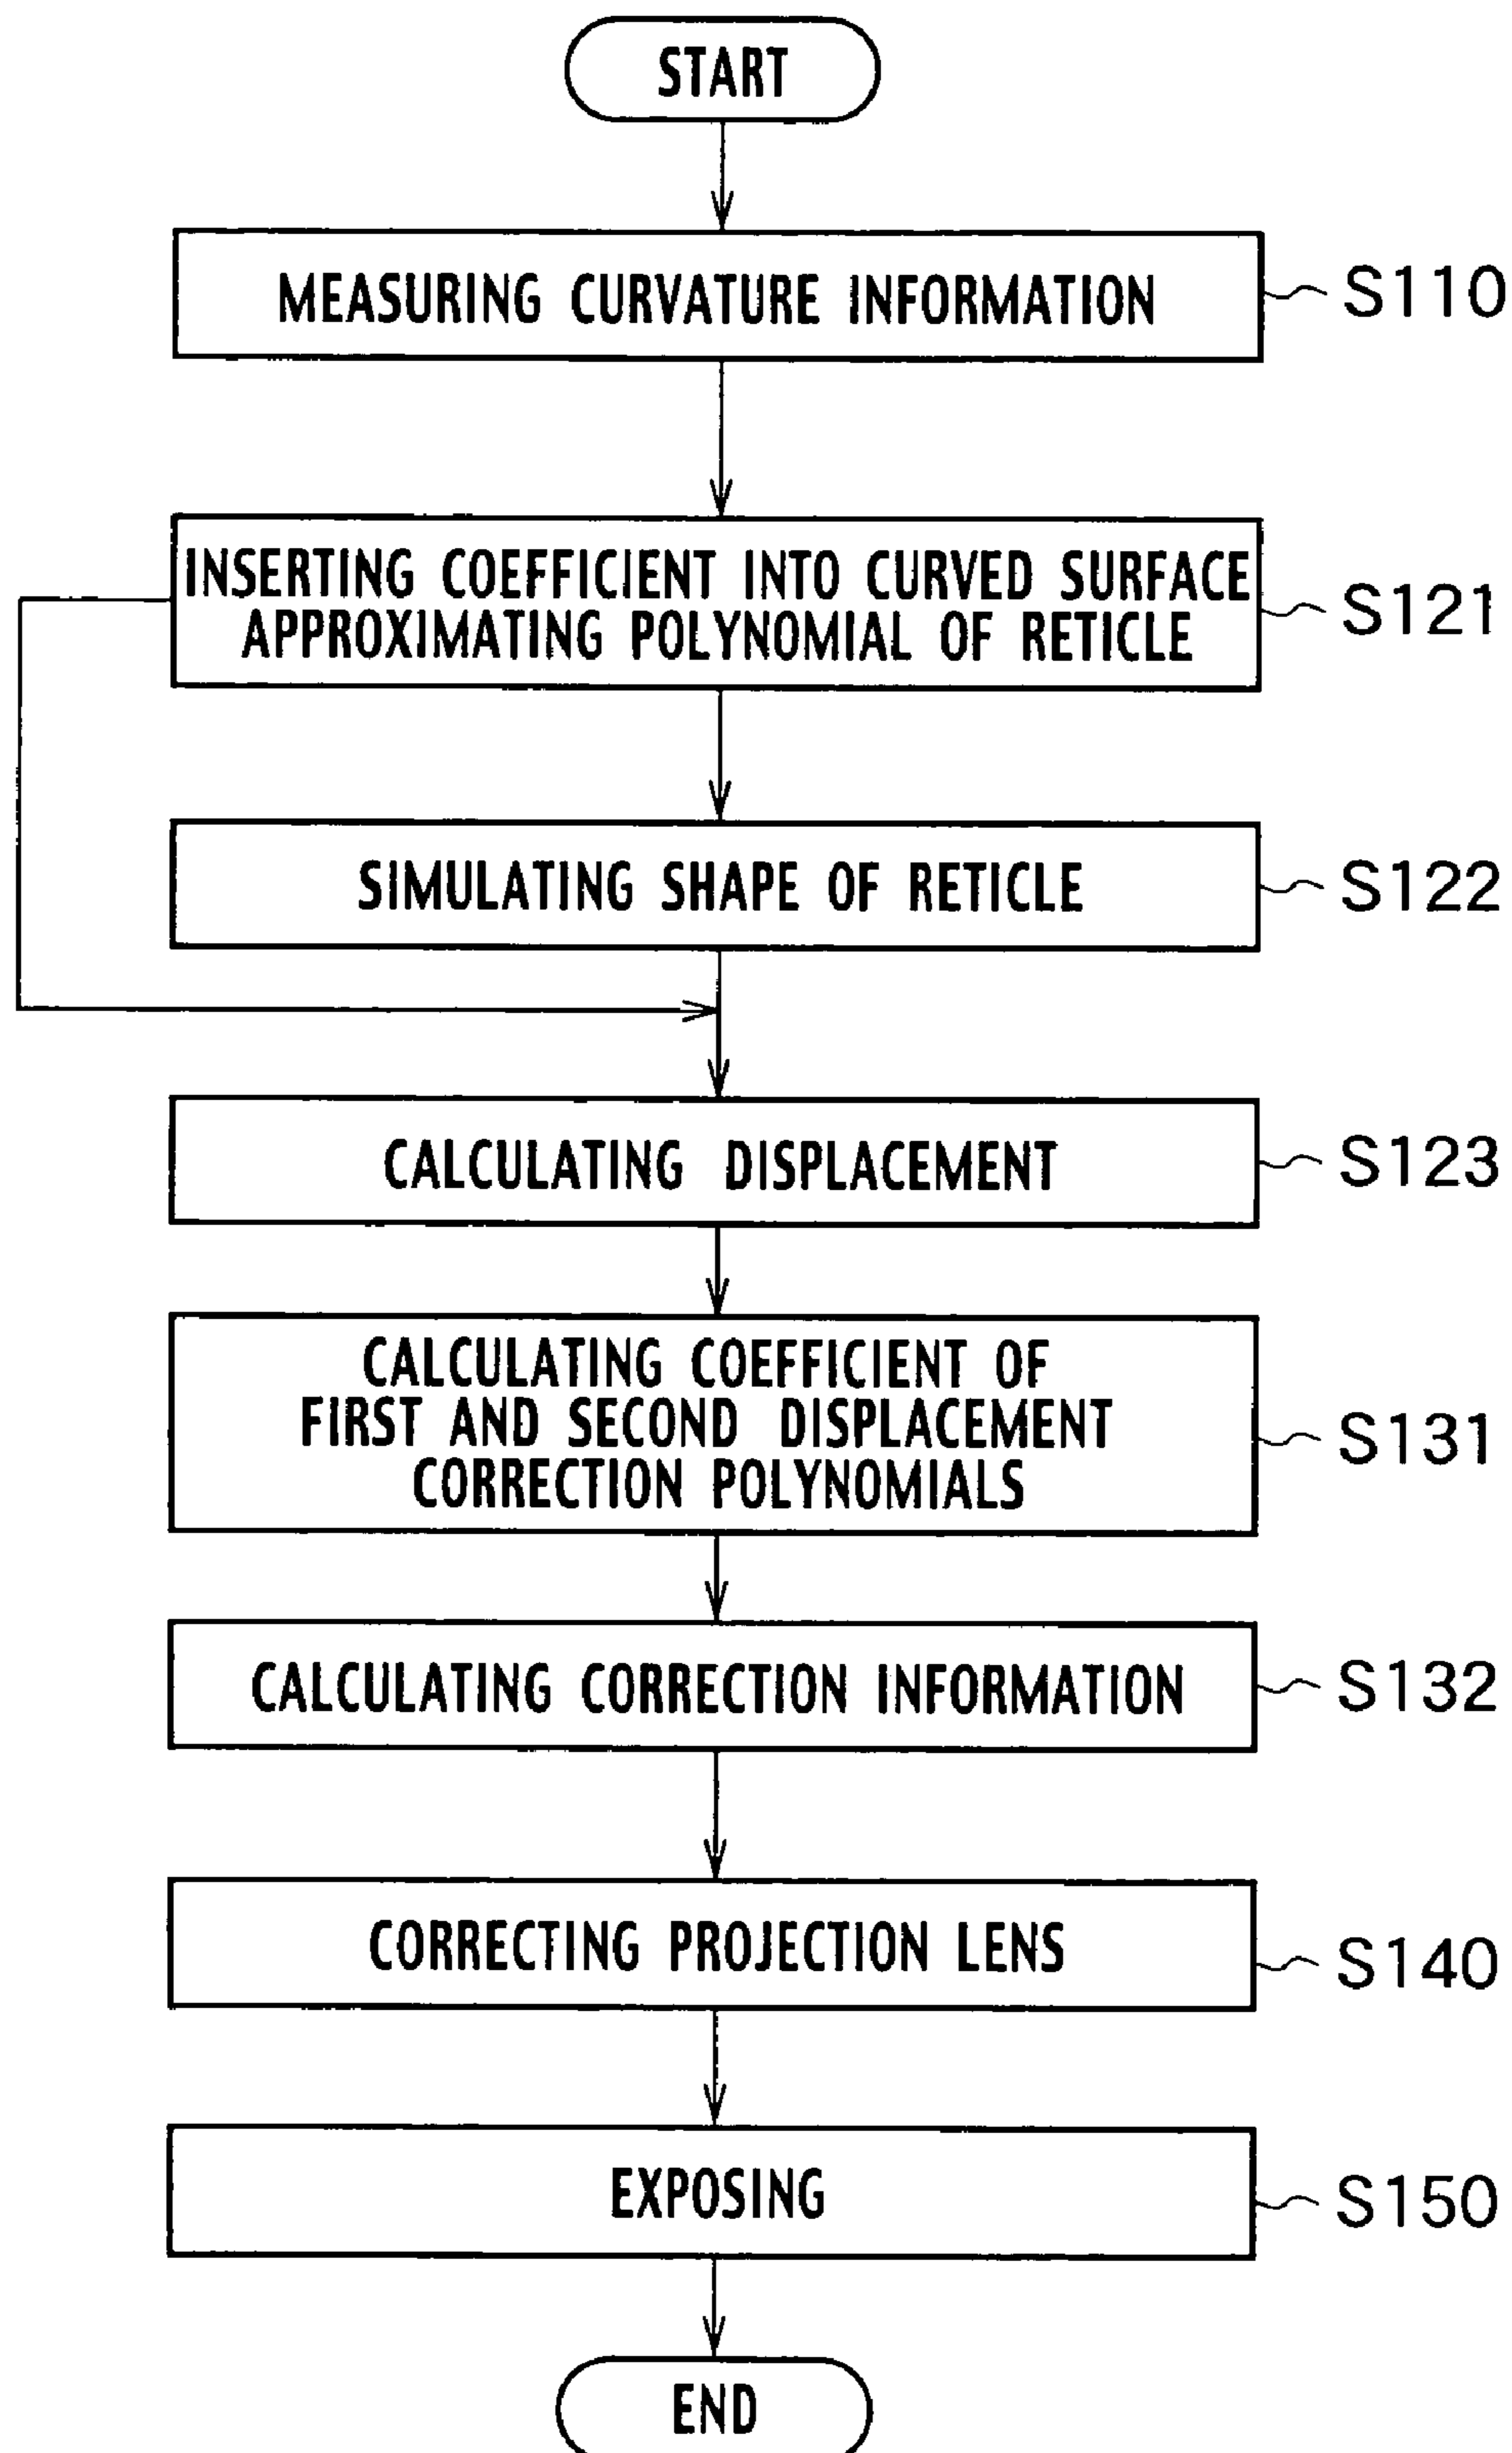 START
MEASURING CURVATURE INFORMATION
S110
INSERTING COEFFICIENT INTO CURVED SURFACE
APPROXIMATING POLYNOMIAL OF RETICLE
S121
SIMULATING SHAPE OF RETICLE
S122
CALCULATING DISPLACEMENT
S123
CALCULATING COEFFICIENT OF
FIRST AND SECOND DISPLACEMENT
CORRECTION POLYNOMIALS
S131
CALCULATING CORRECTION INFORMATION
S132
CORRECTING PROJECTION LENS
S140
EXPOSING
S150
END